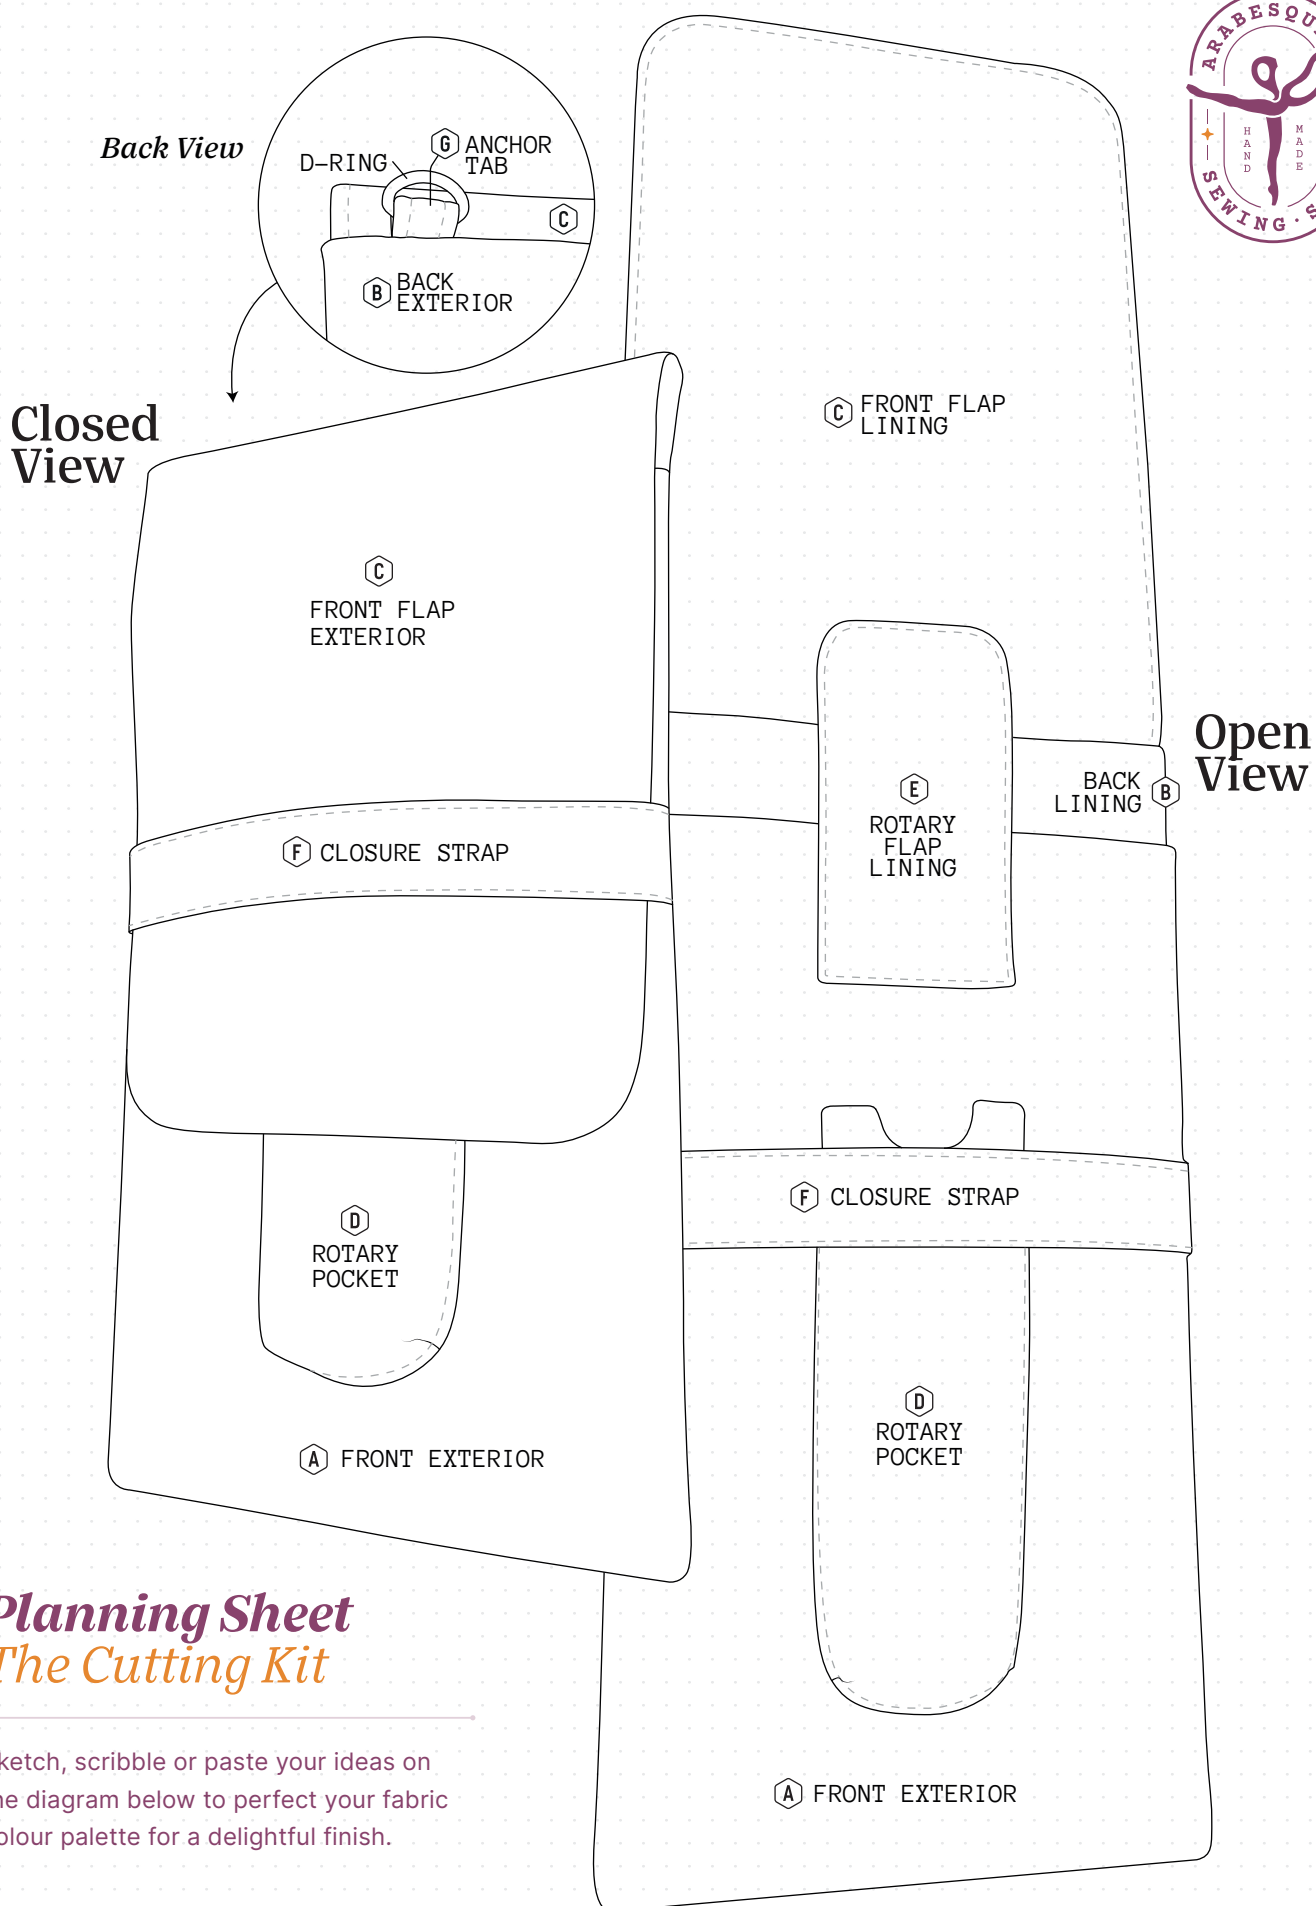 ARABESQU
HAND
MADE
SEWING · S
Back View
D-RING
G ANCHOR
TAB
C
B BACK
EXTERIOR
Closed
View
C FRONT FLAP
LINING
C
FRONT FLAP
EXTERIOR
Open
View
BACK
LINING B
E
ROTARY
FLAP
LINING
F CLOSURE STRAP
F CLOSURE STRAP
D
ROTARY
POCKET
D
ROTARY
POCKET
A FRONT EXTERIOR
A FRONT EXTERIOR
Planning Sheet
The Cutting Kit
ketch, scribble or paste your ideas on
ne diagram below to perfect your fabric
olour palette for a delightful finish.